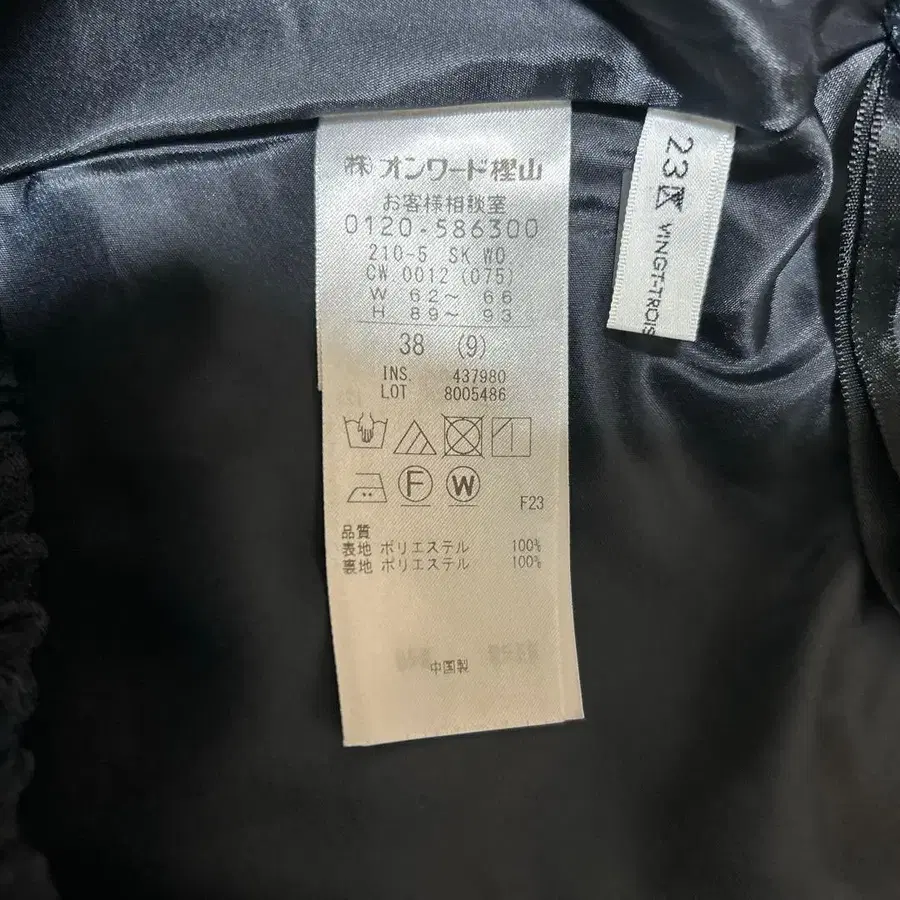 ㈱オンワード樫山
お客様相談室
0120-586300
210-5 SK WO
CW 0012 (075)
W 62～ 66
H 89～ 93
38 (9)
INS. 437980
LOT 8005486
F W
F23
品質
表地 ポリエステル 100%
裏地 ポリエステル 100%
中国製
23区
VINGT-TROIS